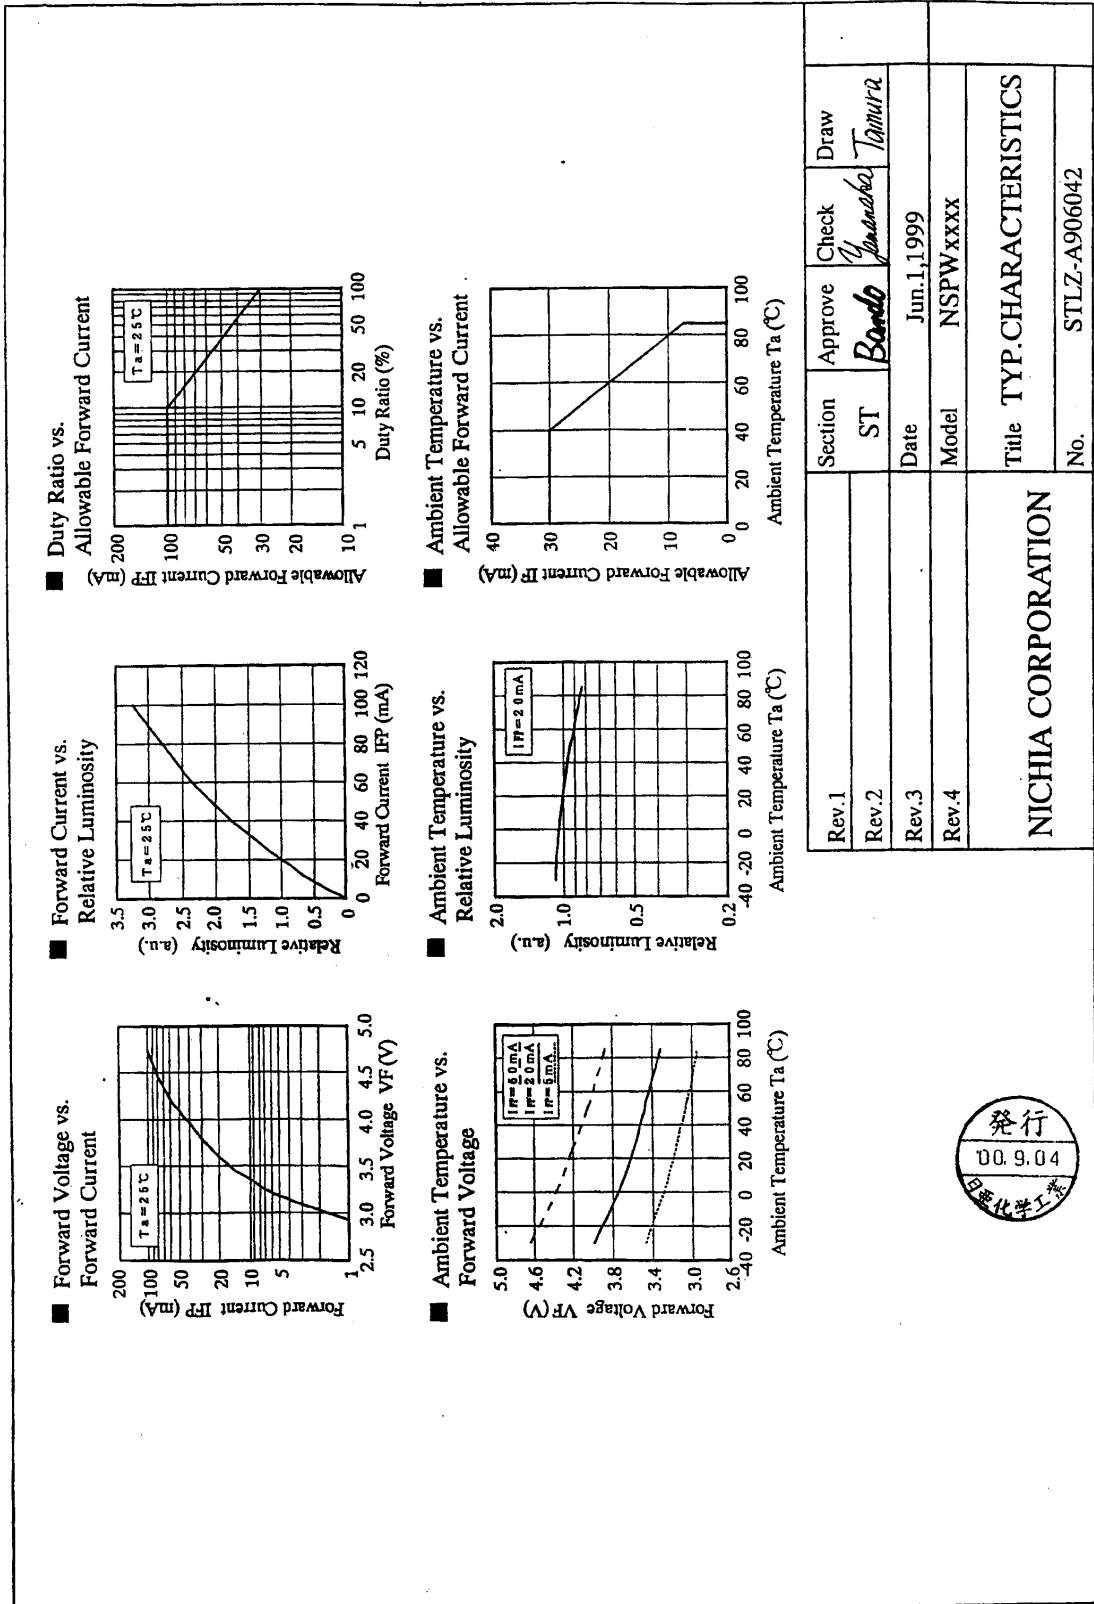 ■ Forward Voltage vs.
Forward Current
Ta=25℃
Forward Current IFP (mA)
200
100
50
20
10
5
1
2.5 3.0 3.5 4.0 4.5 5.0
Forward Voltage VF(V)
■ Forward Current vs.
Relative Luminosity
Ta=25℃
Relative Luminosity (a.u.)
3.5
3.0
2.5
2.0
1.5
1.0
0.5
0
0 20 40 60 80 100 120
Forward Current IFP (mA)
■ Duty Ratio vs.
Allowable Forward Current
Ta=25℃
Allowable Forward Current IFP (mA)
200
100
50
30
20
10
1 5 10 20 50 100
Duty Ratio (%)
■ Ambient Temperature vs.
Forward Voltage
IFP=60mA
IFP=20mA
IFP=5mA
Forward Voltage VF(V)
5.0
4.6
4.2
3.8
3.4
3.0
2.6
-40 -20 0 20 40 60 80 100
Ambient Temperature Ta (℃)
■ Ambient Temperature vs.
Relative Luminosity
IFP=20mA
Relative Luminosity (a.u.)
2.0
1.0
0.5
0.2
-40 -20 0 20 40 60 80 100
Ambient Temperature Ta (℃)
■ Ambient Temperature vs.
Allowable Forward Current
Allowable Forward Current IF (mA)
40
30
20
10
0
0 20 40 60 80 100
Ambient Temperature Ta (℃)
Rev.1
Rev.2
Rev.3
Rev.4
Section Approve Check Draw
ST Bando Yamanaka Tamura
Date Jun.1,1999
Model NSPWxxxx
NICHIA CORPORATION
Title TYP.CHARACTERISTICS
No. STLZ-A906042
発行
'00.9.04
日亜化学工業